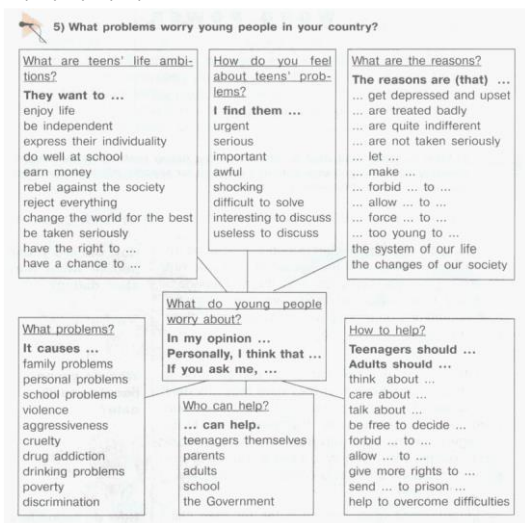 5) What problems worry young people in your country?
What are teens' life ambi-
tions?
They want to ...
enjoy life
be independent
express their individuality
do well at school
earn money
rebel against the society
reject everything
change the world for the best
be taken seriously
have the right to ...
have a chance to ...
How do you feel
about teens' prob-
lems?
I find them ...
urgent
serious
important
awful
shocking
difficult to solve
interesting to discuss
useless to discuss
What are the reasons?
The reasons are (that) ...
... get depressed and upset
... are treated badly
... are quite indifferent
... are not taken seriously
... let ...
... make ...
... forbid ... to ...
... allow ... to ...
... force ... to ...
... too young to ...
the system of our life
the changes of our society
What do young people
worry about?
In my opinion ...
Personally, I think that ...
If you ask me, ...
What problems?
It causes ...
family problems
personal problems
school problems
violence
aggressiveness
cruelty
drug addiction
drinking problems
poverty
discrimination
Who can help?
... can help.
teenagers themselves
parents
adults
school
the Government
How to help?
Teenagers should ...
Adults should ...
think about ...
care about ...
talk about ...
be free to decide ...
forbid ... to ...
allow ... to ...
give more rights to ...
send ... to prison ...
help to overcome difficulties